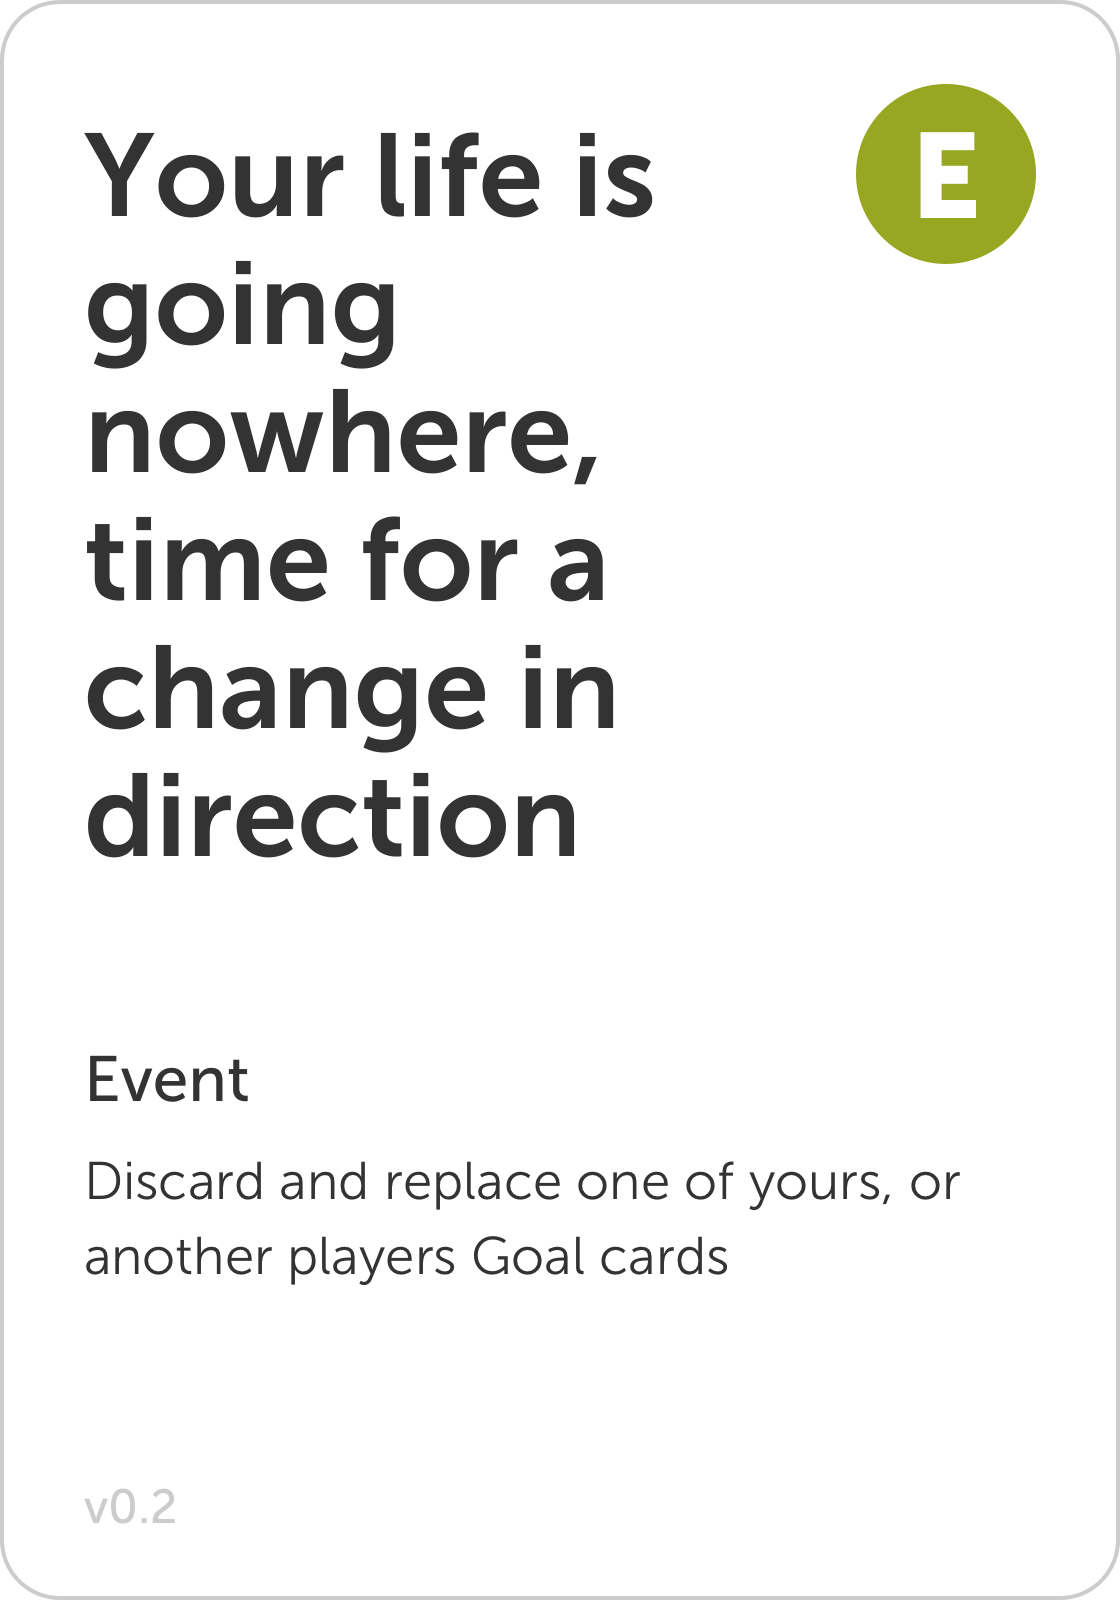 Your life is
E
going
nowhere,
time for a
change in
direction
Event
Discard and replace one of yours, or
another players Goal cards
v0.2